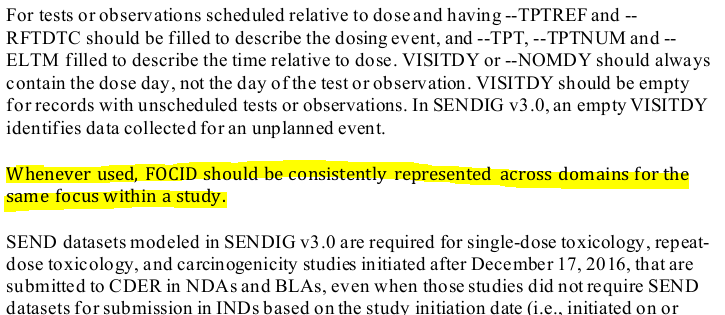 For tests or observations scheduled relative to dose and having --TPTREF and --
RFTDTC should be filled to describe the dosing event, and --TPT, --TPTNUM and --
ELTM filled to describe the time relative to dose. VISITDY or --NOMDY should always
contain the dose day, not the day of the test or observation. VISITDY should be empty
for records with unscheduled tests or observations. In SENDIG v3.0, an empty VISITDY
identifies data collected for an unplanned event.
Whenever used, FOCID should be consistently represented across domains for the
same focus within a study.
SEND datasets modeled in SENDIG v3.0 are required for single-dose toxicology, repeat-
dose toxicology, and carcinogenicity studies initiated after December 17, 2016, that are
submitted to CDER in NDAs and BLAs, even when those studies did not require SEND
datasets for submission in INDs based on the study initiation date (i.e., initiated on or